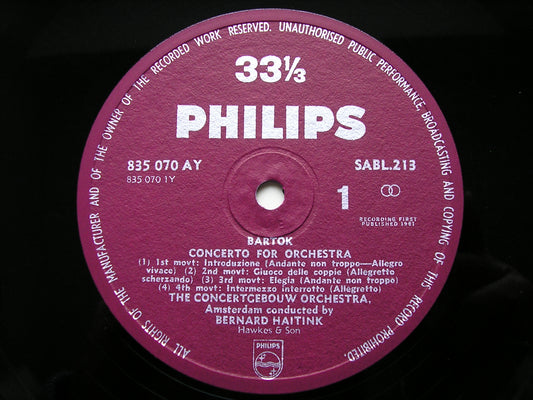 ALL RIGHTS OF THE MANUFACTURER AND OF THE OWNER OF THE RECORDED WORK RESERVED. UNAUTHORISED PUBLIC PERFORMANCE, BROADCASTING AND COPYING OF THIS RECORD PROHIBITED.
33⅓
PHILIPS
835 070 AY
SABL.213
835 070 1Y
1
RECORDING FIRST
PUBLISHED 1961
BARTOK
CONCERTO FOR ORCHESTRA
(1) 1st movt: Introduzione (Andante non troppo—Allegro
vivace) (2) 2nd movt: Giuoco delle coppie (Allegretto
scherzando) (3) 3rd movt: Elegia (Andante non troppo)
(4) 4th movt: Intermezzo interrotto (Allegretto)
THE CONCERTGEBOUW ORCHESTRA,
Amsterdam conducted by
BERNARD HAITINK
Hawkes & Son
PHILIPS